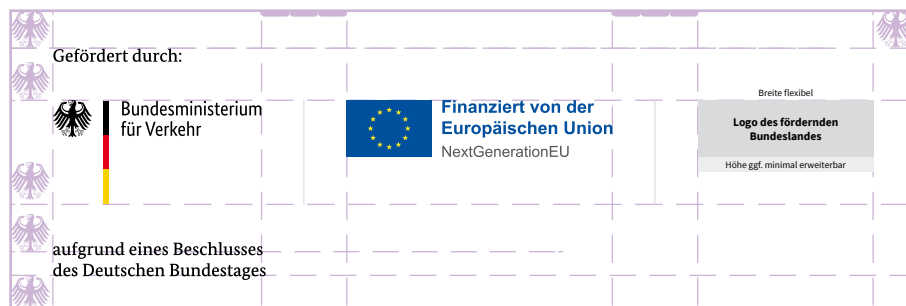 Gefördert durch:
Bundesministerium
für Verkehr
Finanziert von der
Europäischen Union
NextGenerationEU
Breite flexibel
Logo des fördernden
Bundeslandes
Höhe ggf. minimal erweiterbar
aufgrund eines Beschlusses
des Deutschen Bundestages